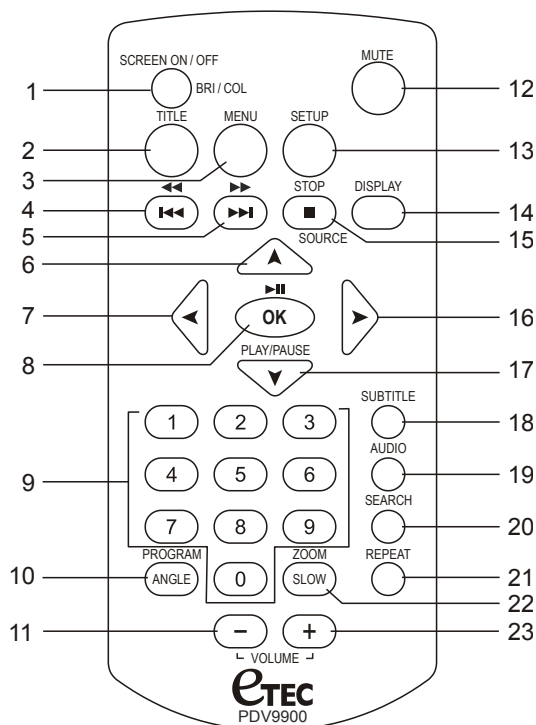 SCREEN ON / OFF
MUTE
1
BRI / COL
12
TITLE
MENU
SETUP
2
13
3
STOP
DISPLAY
4
14
5
SOURCE
15
6
7
OK
16
8
PLAY/PAUSE
17
SUBTITLE
1
2
3
18
AUDIO
9
4
5
6
19
SEARCH
7
8
9
20
PROGRAM
ZOOM
REPEAT
10
ANGLE
0
SLOW
21
22
11
−
+
23
VOLUME
eTEC
PDV9900